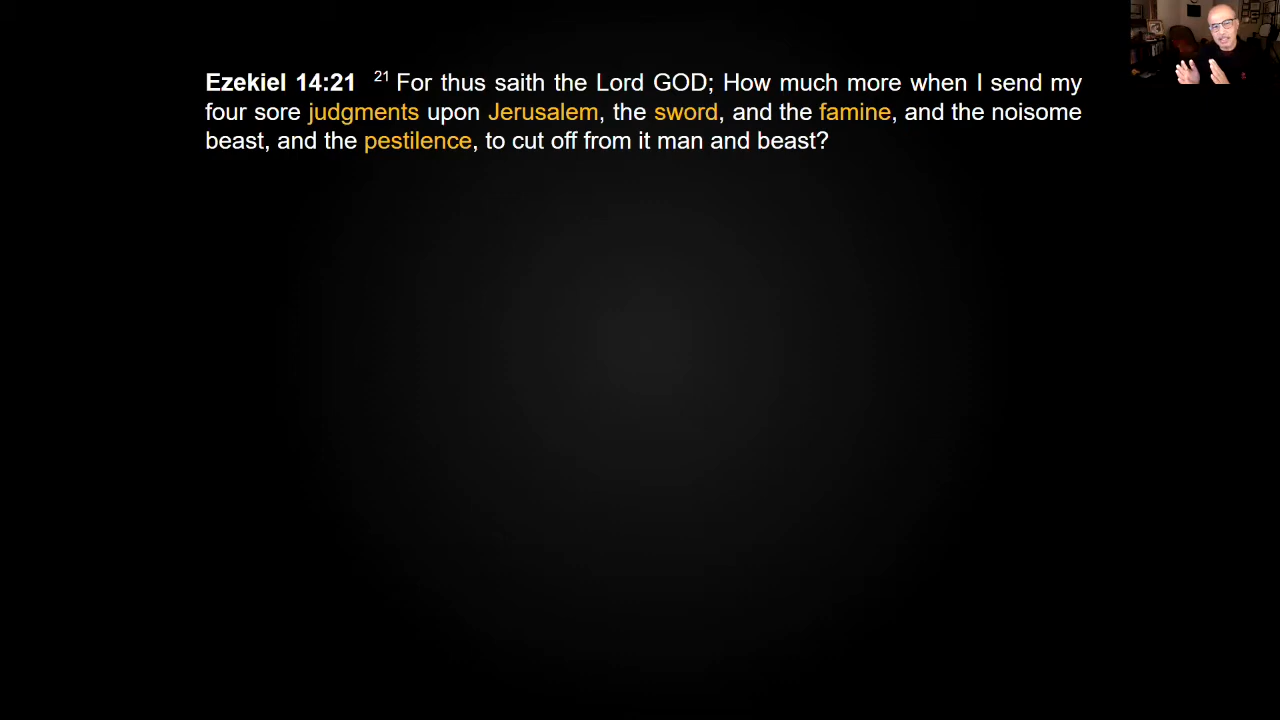 Ezekiel 14:21 21 For thus saith the Lord GOD; How much more when I send my
four sore judgments upon Jerusalem, the sword, and the famine, and the noisome
beast, and the pestilence, to cut off from it man and beast?